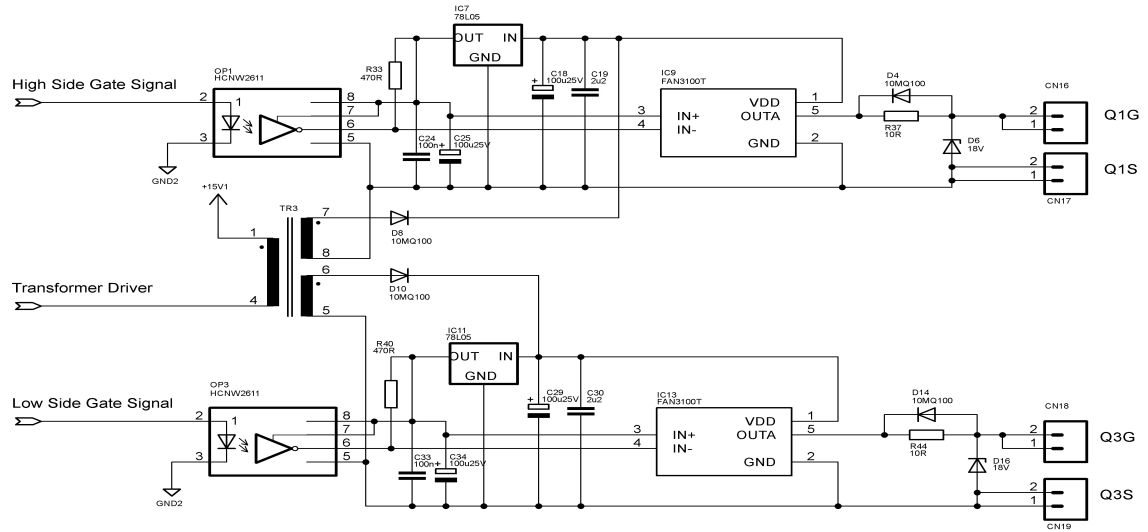 IC7
78L05
OUT IN
GND
R33
470R
OP1
HCNW2611
High Side Gate Signal
2
1
3
8
7
6
5
GND2
C18
100u25V
+
C19
2u2
C24
100n
C25
100u25V
+
IC9
FAN3100T
3
4
IN+
IN-
VDD
OUTA
GND
1
5
2
D4
10MQ100
R37
10R
D6
18V
CN16
2
1
Q1G
2
1
Q1S
CN17
+15V1
TR3
1
4
7
8
6
5
D8
10MQ100
D10
10MQ100
Transformer Driver
IC11
78L05
OUT IN
GND
R40
470R
OP3
HCNW2611
Low Side Gate Signal
2
1
3
8
7
6
5
GND2
C29
100u25V
+
C30
2u2
C33
100n
C34
100u25V
+
IC13
FAN3100T
3
4
IN+
IN-
VDD
OUTA
GND
1
5
2
D14
10MQ100
R44
10R
D16
18V
CN18
2
1
Q3G
2
1
Q3S
CN19